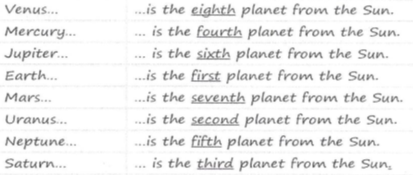 Venus... ...is the eighth planet from the Sun.
Mercury... ... is the fourth planet from the Sun.
Jupiter... ... is the sixth planet from the Sun.
Earth... ...is the first planet from the Sun.
Mars... ...is the seventh planet from the Sun.
Uranus... ...is the second planet from the Sun.
Neptune... ...is the fifth planet from the Sun.
Saturn... ... is the third planet from the Sun.